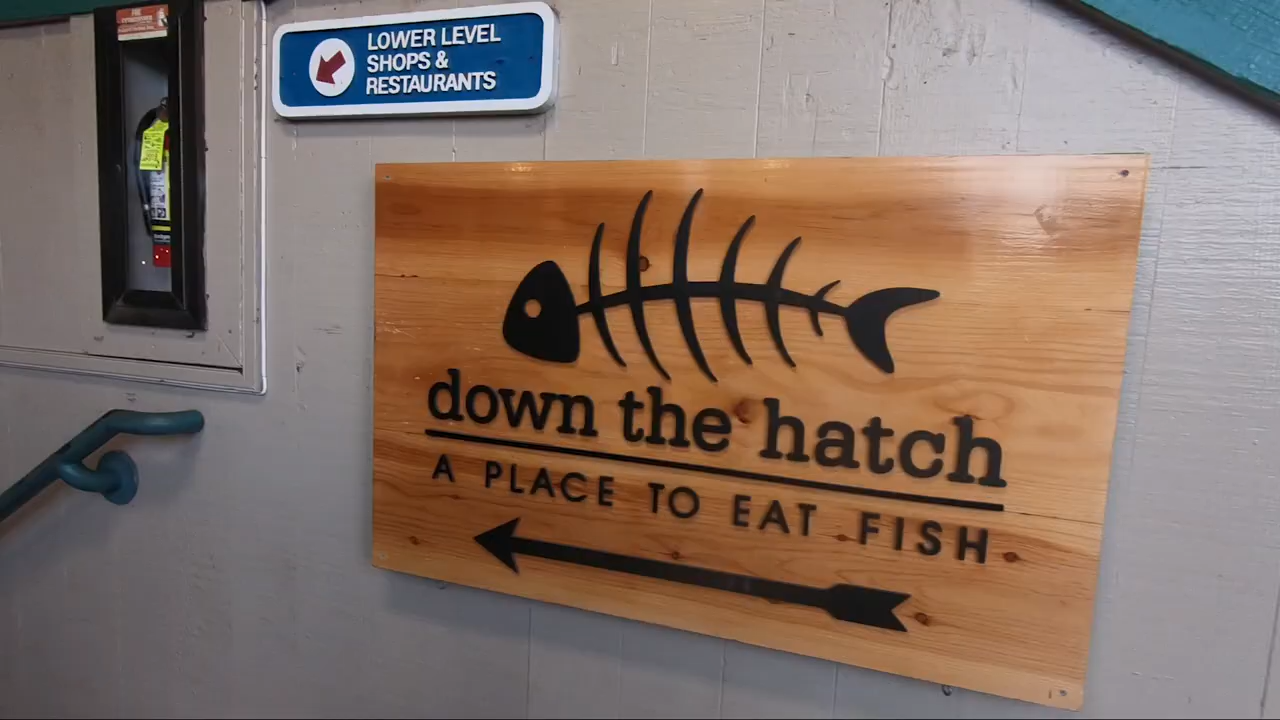 LOWER LEVEL
SHOPS &
RESTAURANTS
down the hatch
A PLACE TO EAT FISH